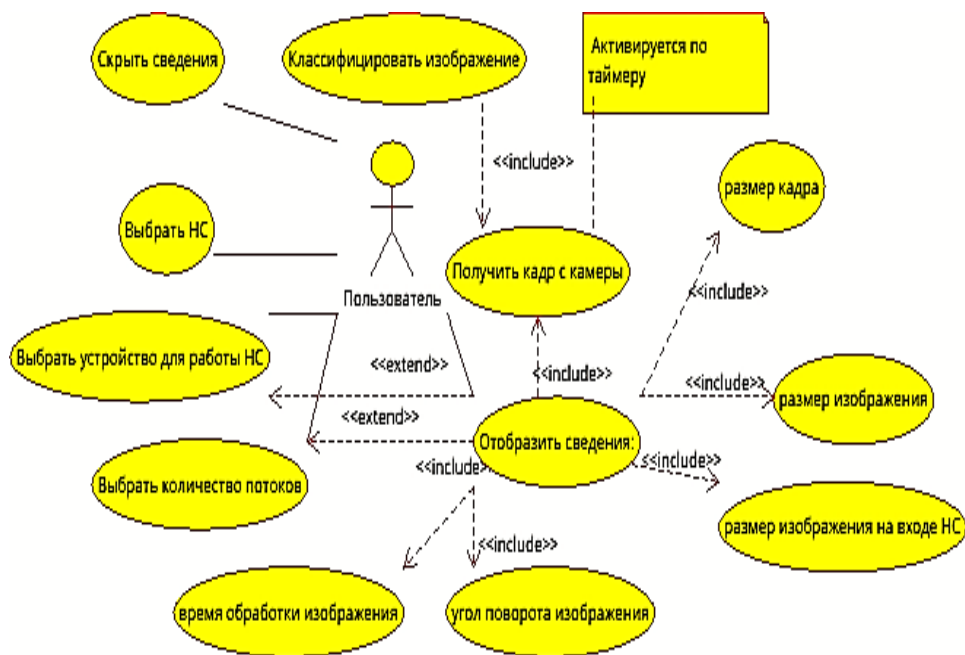 Скрыть сведения
Классифицировать изображение
Активируется по
таймеру
<<include>>
размер кадра
Выбрать НС
Получить кадр с камеры
Пользователь
<<include>>
Выбрать устройство для работы НС
<<extend>>
<<include>>
<<include>>
размер изображения
<<extend>>
Отобразить сведения:
<<include>>
<<include>>
Выбрать количество потоков
размер изображения на входе НС
<<include>>
время обработки изображения
угол поворота изображения